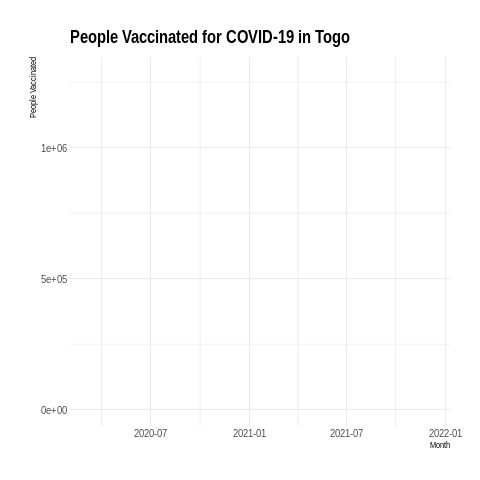 People Vaccinated for COVID-19 in Togo
People Vaccinated
1e+06
5e+05
0e+00
2020-07 2021-01 2021-07 2022-01
Month